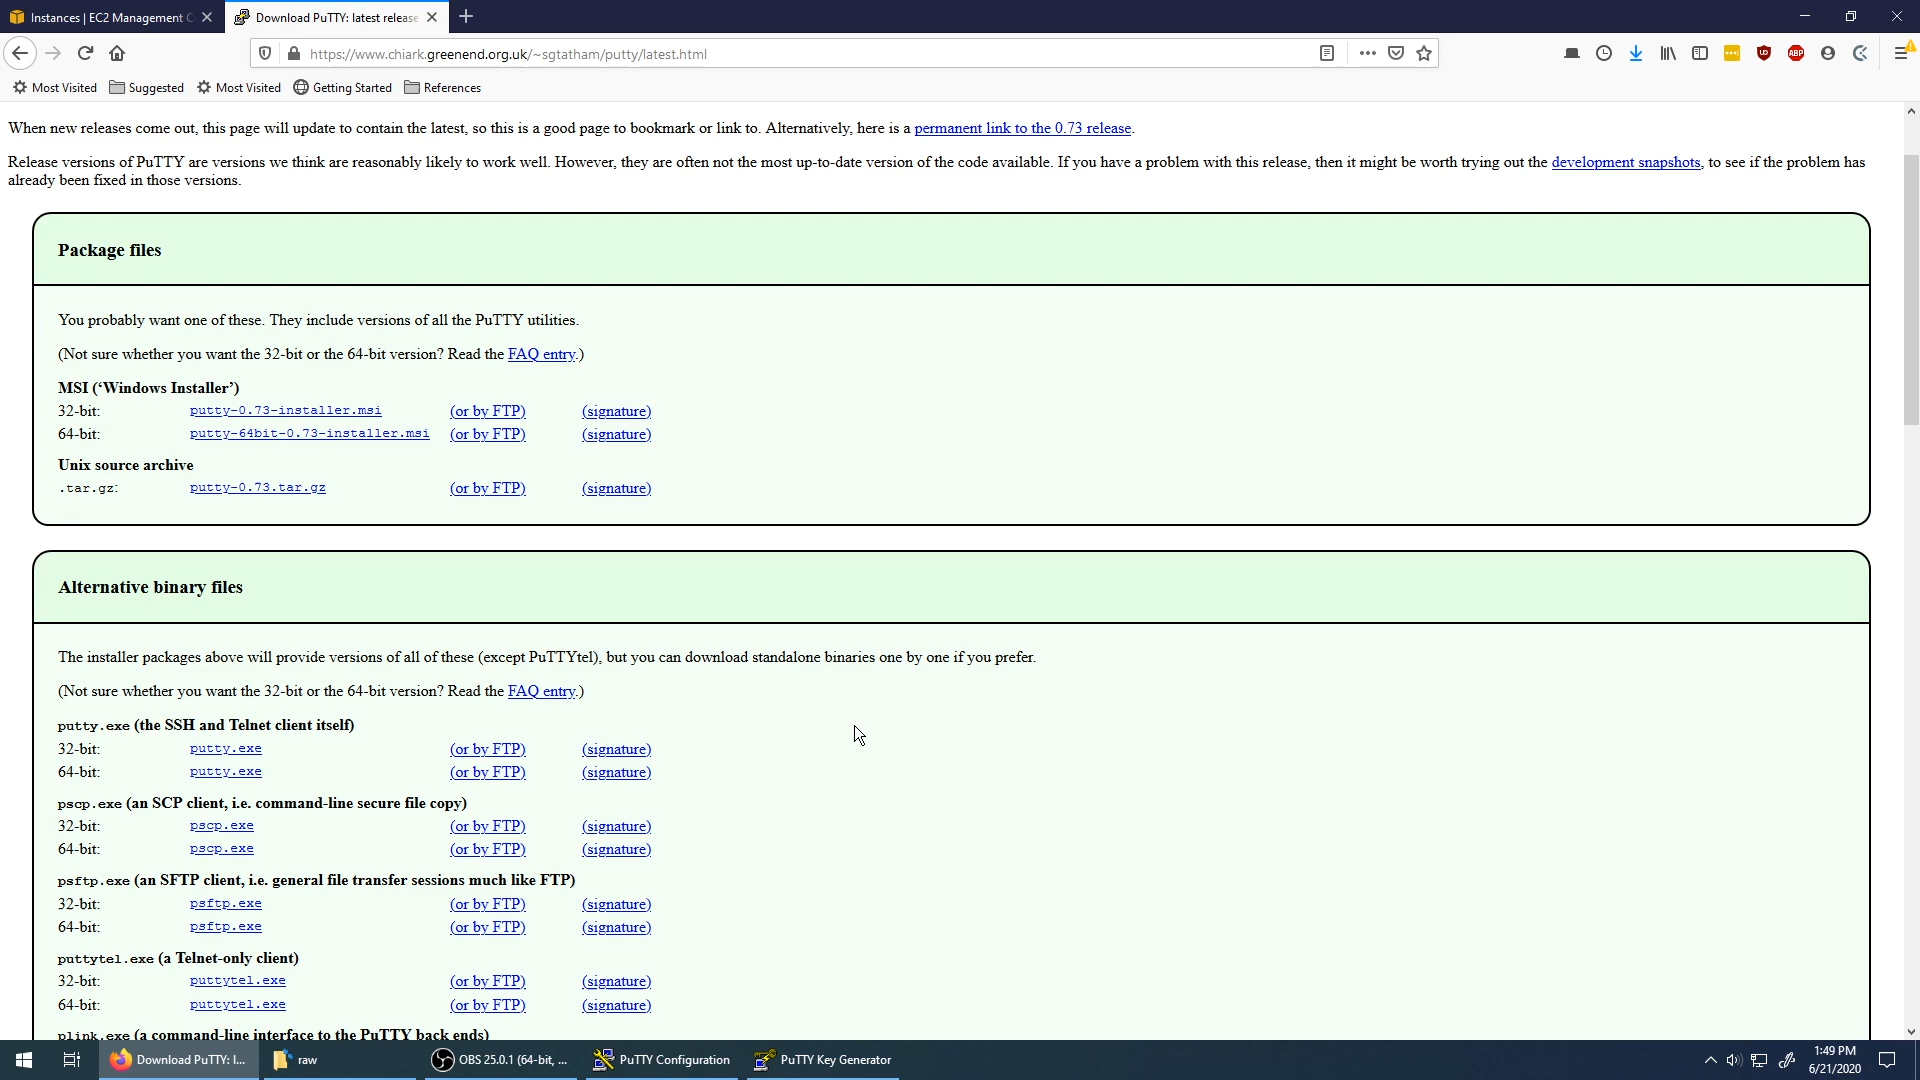 Instances | EC2 Management C
Download PuTTY: latest release
https://www.chiark.greenend.org.uk/~sgtatham/putty/latest.html
Most Visited
Suggested
Most Visited
Getting Started
References
When new releases come out, this page will update to contain the latest, so this is a good page to bookmark or link to. Alternatively, here is a permanent link to the 0.73 release.
Release versions of PuTTY are versions we think are reasonably likely to work well. However, they are often not the most up-to-date version of the code available. If you have a problem with this release, then it might be worth trying out the development snapshots, to see if the problem has
already been fixed in those versions.
Package files
You probably want one of these. They include versions of all the PuTTY utilities.
(Not sure whether you want the 32-bit or the 64-bit version? Read the FAQ entry.)
MSI (‘Windows Installer’)
32-bit: putty-0.73-installer.msi (or by FTP) (signature)
64-bit: putty-64bit-0.73-installer.msi (or by FTP) (signature)
Unix source archive
.tar.gz: putty-0.73.tar.gz (or by FTP) (signature)
Alternative binary files
The installer packages above will provide versions of all of these (except PuTTYtel), but you can download standalone binaries one by one if you prefer.
(Not sure whether you want the 32-bit or the 64-bit version? Read the FAQ entry.)
putty.exe (the SSH and Telnet client itself)
32-bit: putty.exe (or by FTP) (signature)
64-bit: putty.exe (or by FTP) (signature)
pscp.exe (an SCP client, i.e. command-line secure file copy)
32-bit: pscp.exe (or by FTP) (signature)
64-bit: pscp.exe (or by FTP) (signature)
psftp.exe (an SFTP client, i.e. general file transfer sessions much like FTP)
32-bit: psftp.exe (or by FTP) (signature)
64-bit: psftp.exe (or by FTP) (signature)
puttytel.exe (a Telnet-only client)
32-bit: puttytel.exe (or by FTP) (signature)
64-bit: puttytel.exe (or by FTP) (signature)
plink.exe (a command-line interface to the PuTTY back ends)
Download PuTTY: l...
raw
OBS 25.0.1 (64-bit, ...
PuTTY Configuration
PuTTY Key Generator
1:49 PM
6/21/2020
ABP